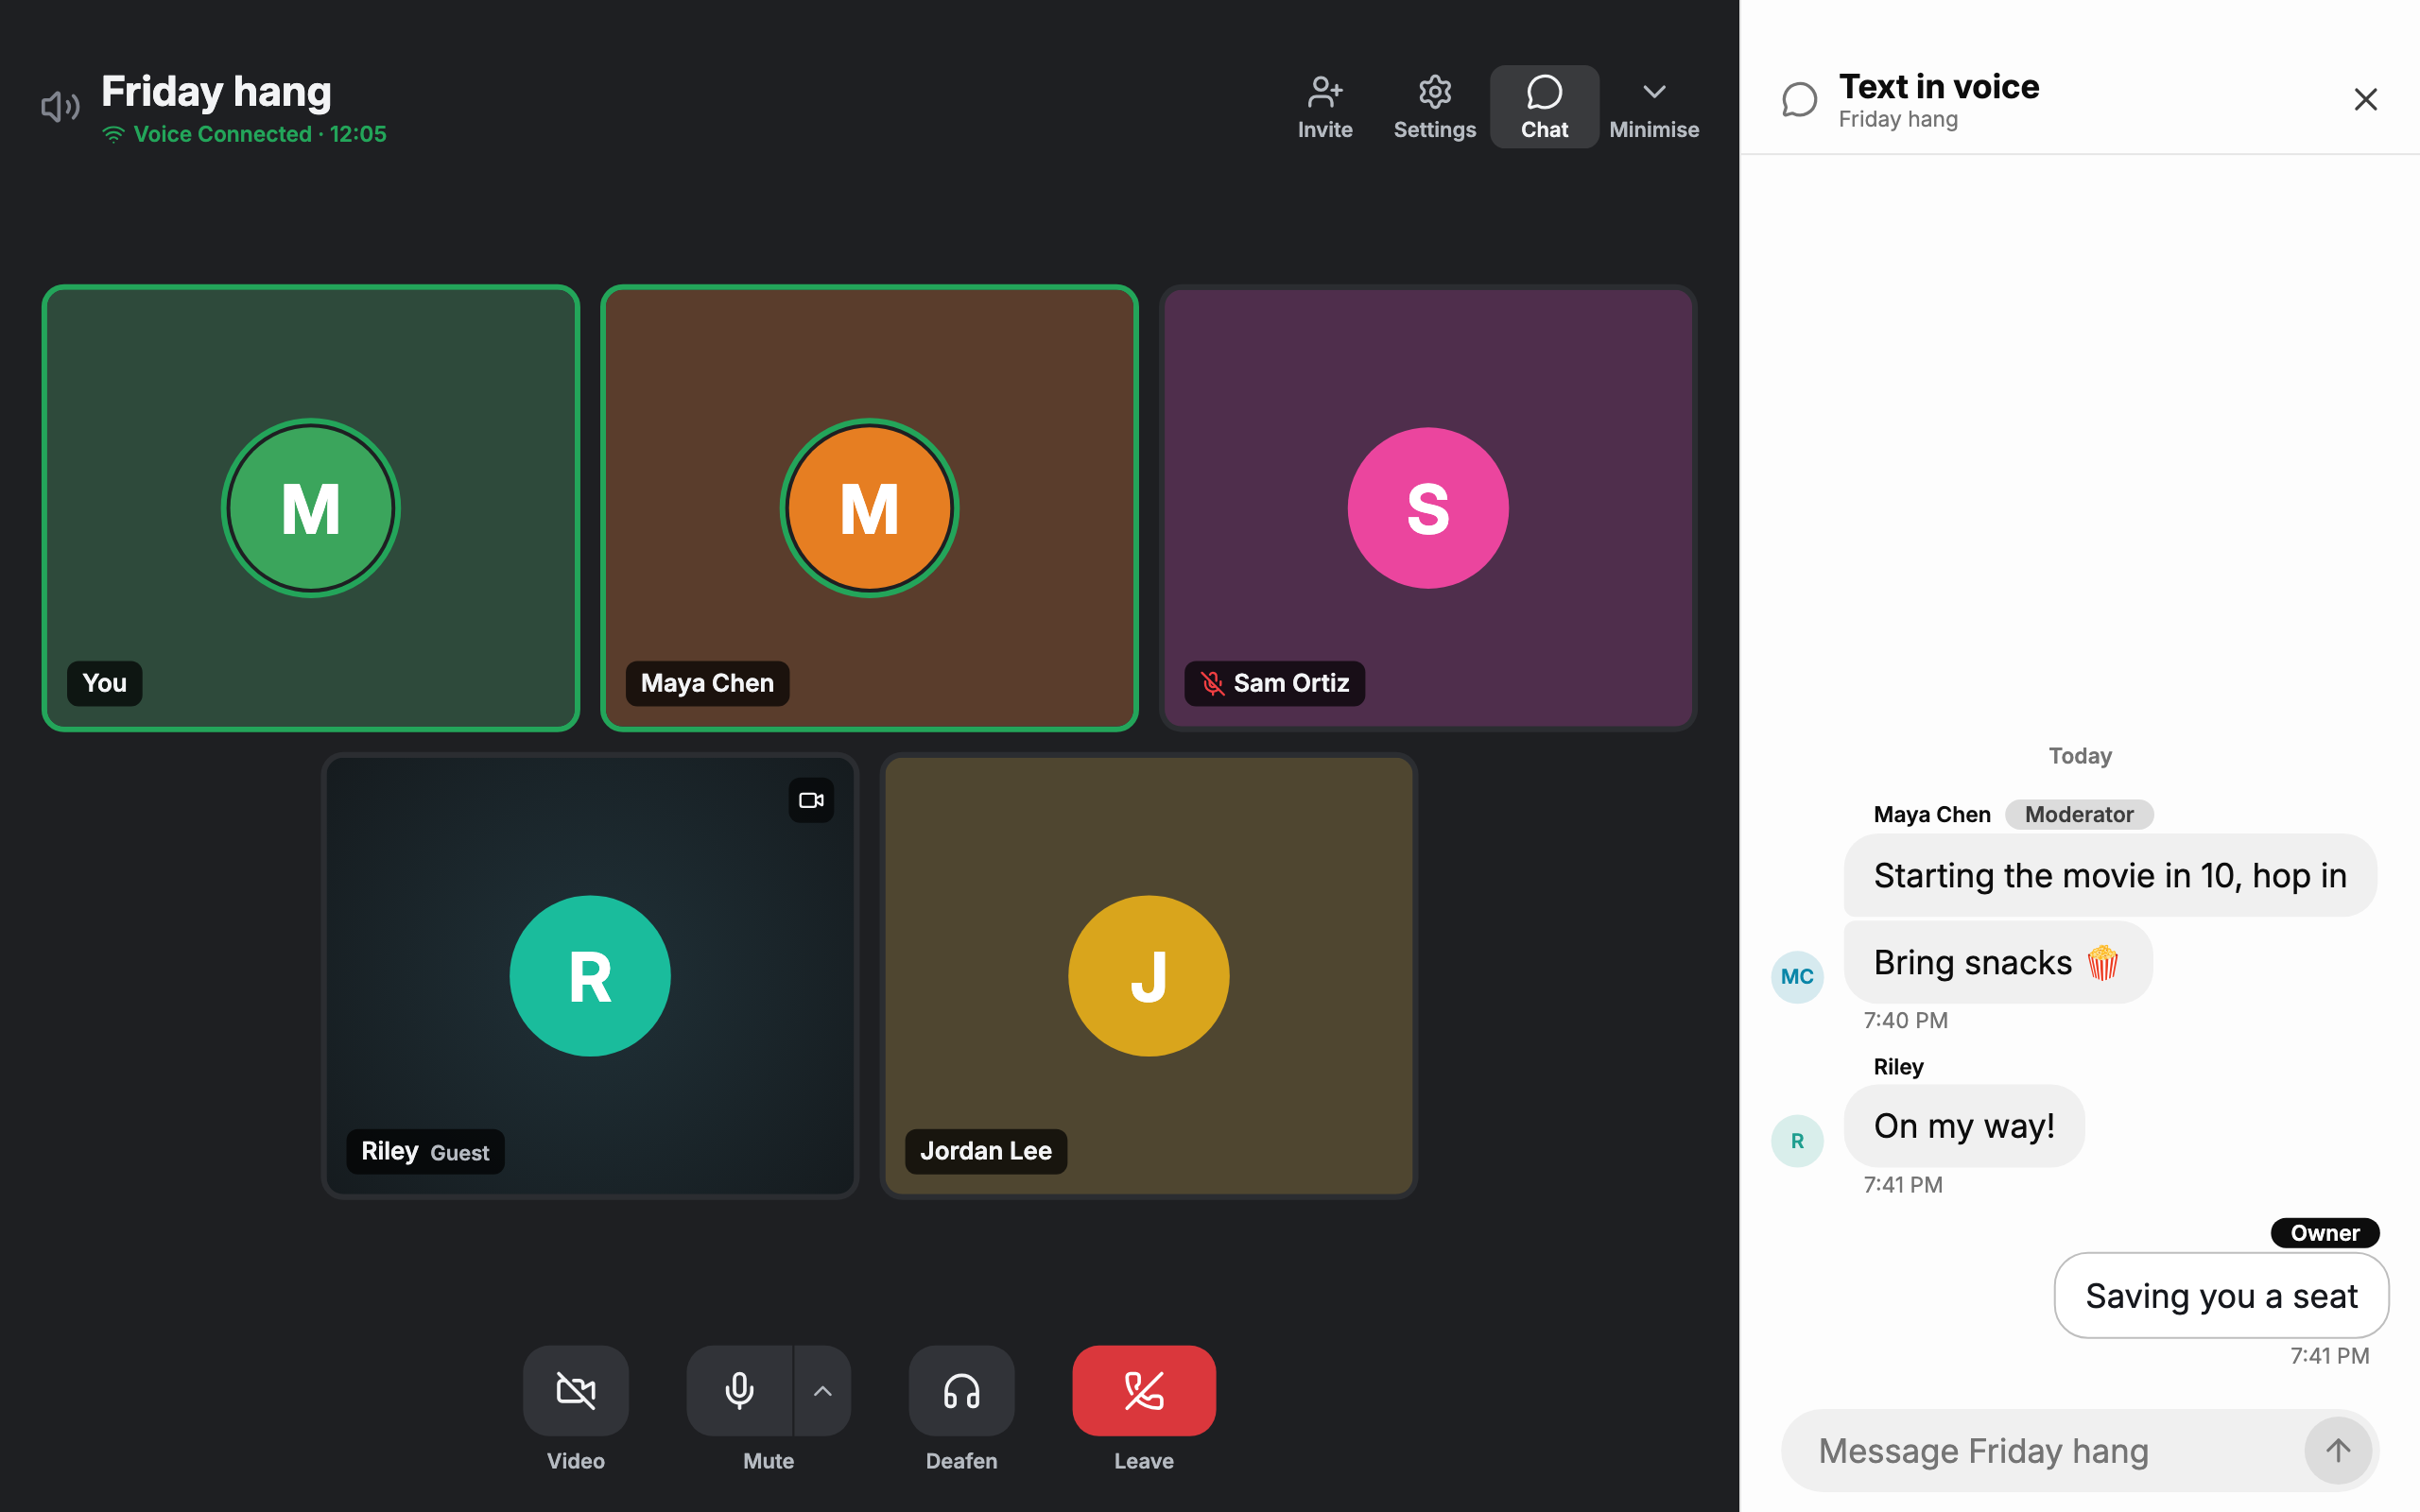 Friday hang
Voice Connected · 12:05
Invite
Settings
Chat
Minimise
M
You
M
Maya Chen
S
Sam Ortiz
R
Riley Guest
J
Jordan Lee
Video
Mute
Deafen
Leave
Text in voice
Friday hang
Today
Maya Chen Moderator
Starting the movie in 10, hop in
Bring snacks 🍿
MC
7:40 PM
Riley
On my way!
R
7:41 PM
Owner
Saving you a seat
7:41 PM
Message Friday hang